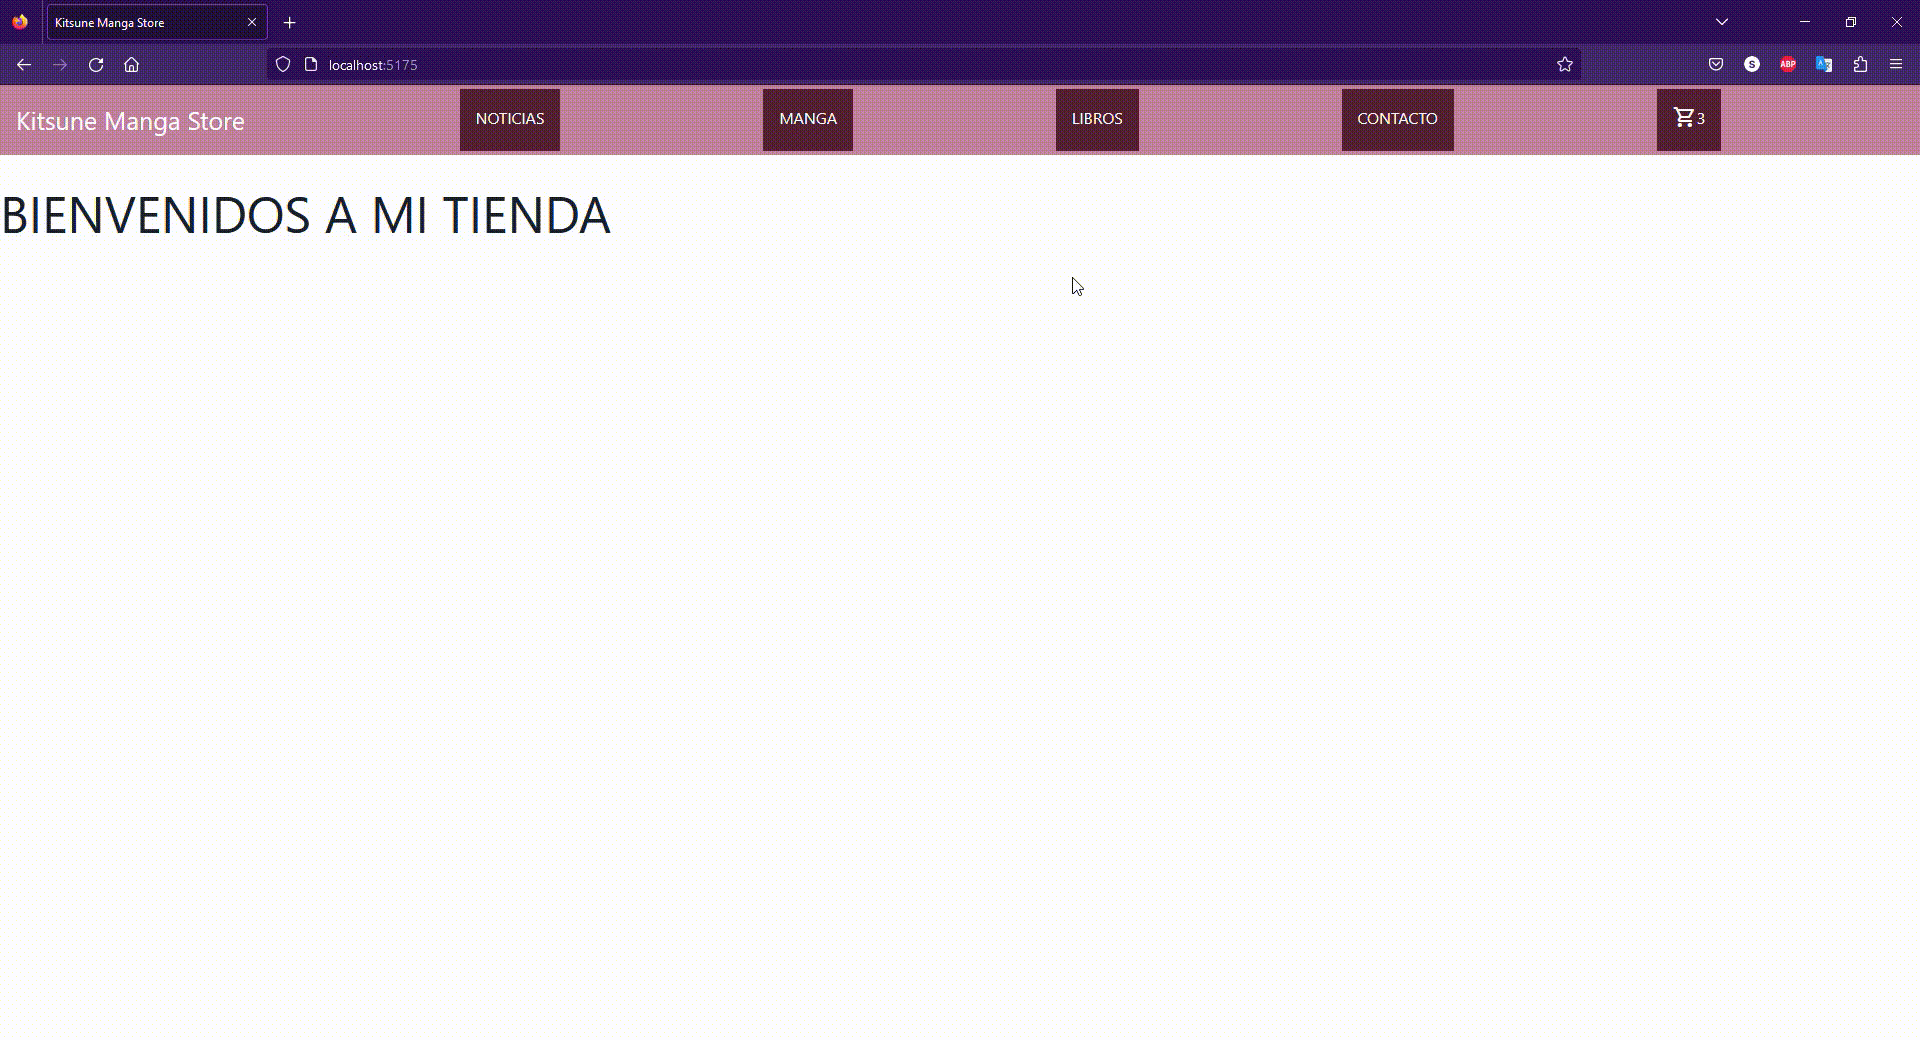 Kitsune Manga Store
localhost:5175
S
ABP
Kitsune Manga Store
NOTICIAS
MANGA
LIBROS
CONTACTO
3
BIENVENIDOS A MI TIENDA